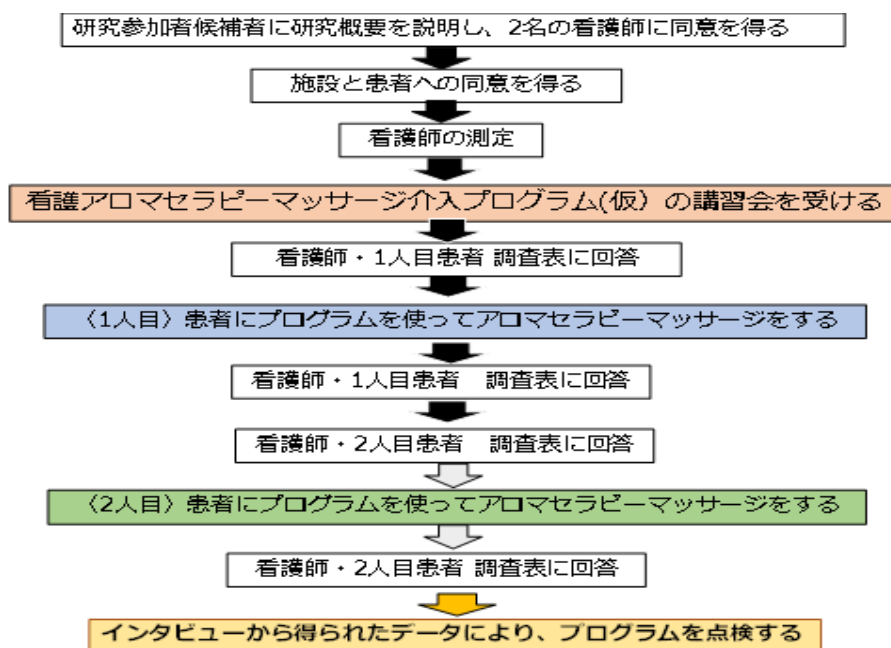 研究参加者候補者に研究概要を説明し、2名の看護師に同意を得る
施設と患者への同意を得る
看護師の測定
看護アロマセラピーマッサージ介入プログラム(仮）の講習会を受ける
看護師・1人目患者 調査表に回答
〈1人目〉患者にプログラムを使ってアロマセラピーマッサージをする
看護師・1人目患者　調査表に回答
看護師・2人目患者　調査表に回答
〈2人目〉患者にプログラムを使ってアロマセラピーマッサージをする
看護師・2人目患者 調査表に回答
インタビューから得られたデータにより、プログラムを点検する